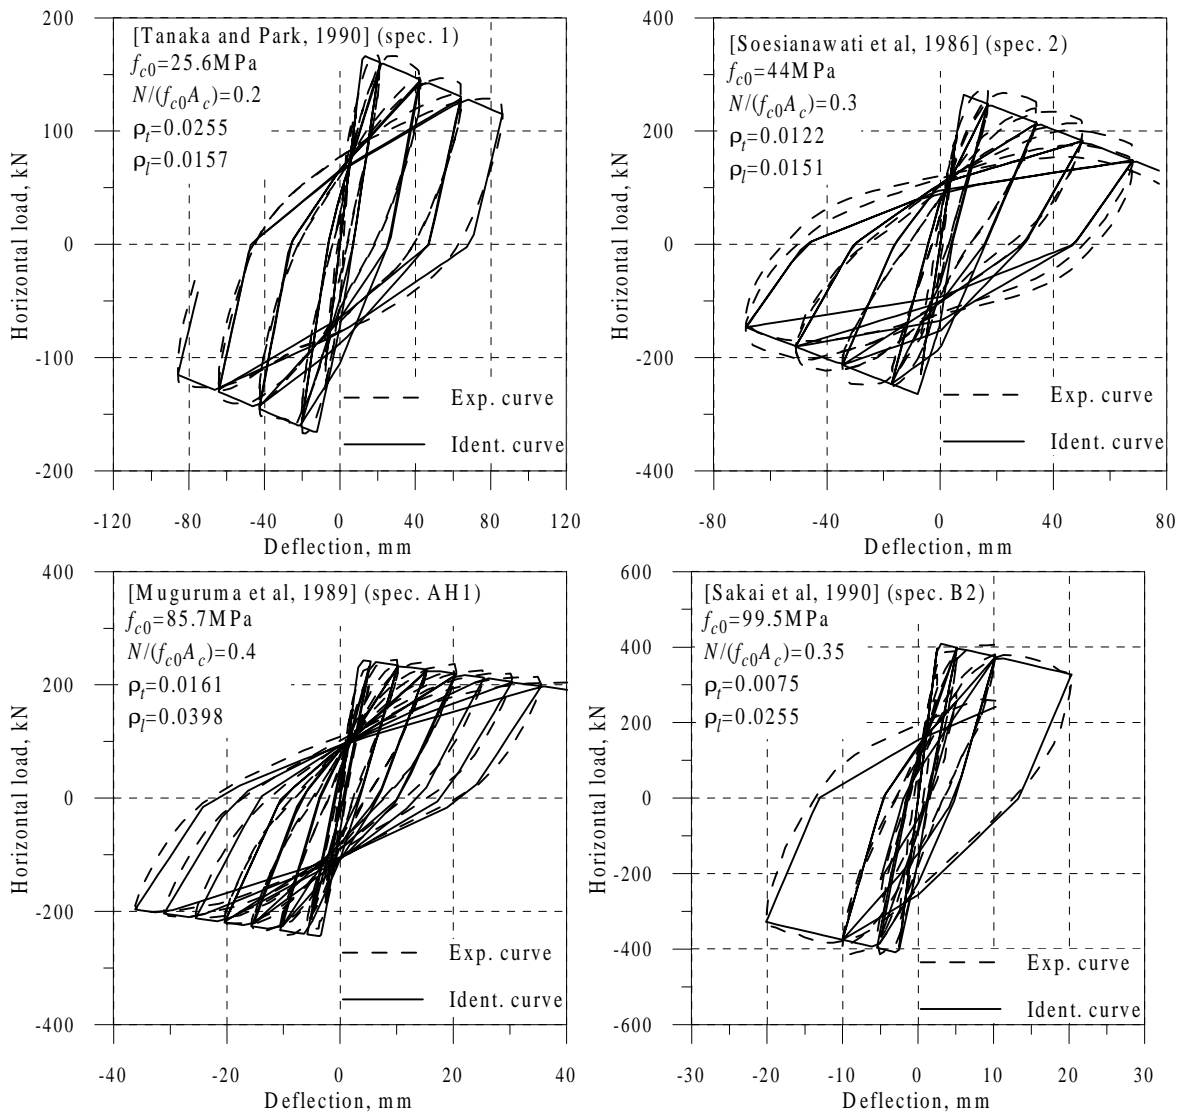 [Tanaka and Park, 1990] (spec. 1)
fc0=25.6MPa
N/(fc0Ac)=0.2
ρt=0.0255
ρl=0.0157
200
100
0
-100
-200
Horizontal load, kN
Exp. curve
Ident. curve
-120 -80 -40 0 40 80 120
Deflection, mm
[Soesianawati et al, 1986] (spec. 2)
fc0=44MPa
N/(fc0Ac)=0.3
ρt=0.0122
ρl=0.0151
400
200
0
-200
-400
Horizontal load, kN
Exp. curve
Ident. curve
-80 -40 0 40 80
Deflection, mm
[Muguruma et al, 1989] (spec. AH1)
fc0=85.7MPa
N/(fc0Ac)=0.4
ρt=0.0161
ρl=0.0398
400
200
0
-200
-400
Horizontal load, kN
Exp. curve
Ident. curve
-40 -20 0 20 40
Deflection, mm
[Sakai et al, 1990] (spec. B2)
fc0=99.5MPa
N/(fc0Ac)=0.35
ρt=0.0075
ρl=0.0255
600
400
200
0
-200
-400
-600
Horizontal load, kN
Exp. curve
Ident. curve
-30 -20 -10 0 10 20 30
Deflection, mm